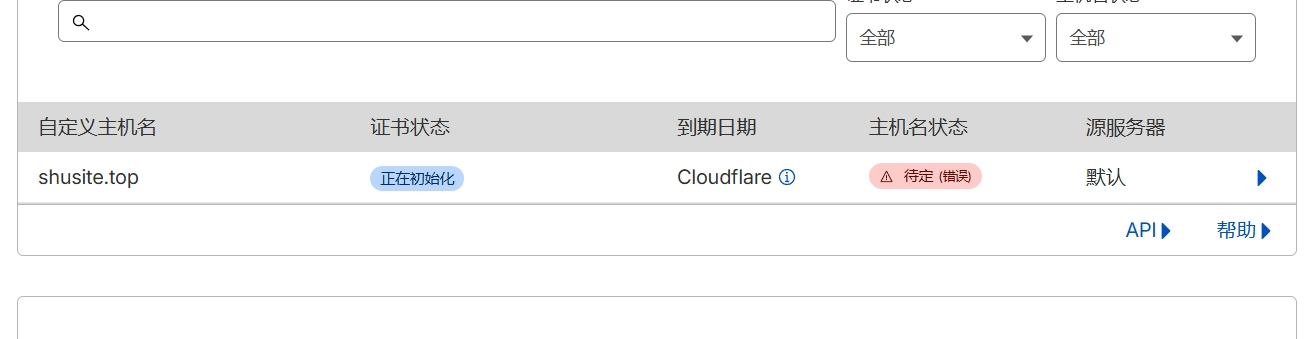 全部
全部
自定义主机名 证书状态 到期日期 主机名状态 源服务器
shusite.top 正在初始化 Cloudflare 待定 (错误) 默认
API 帮助